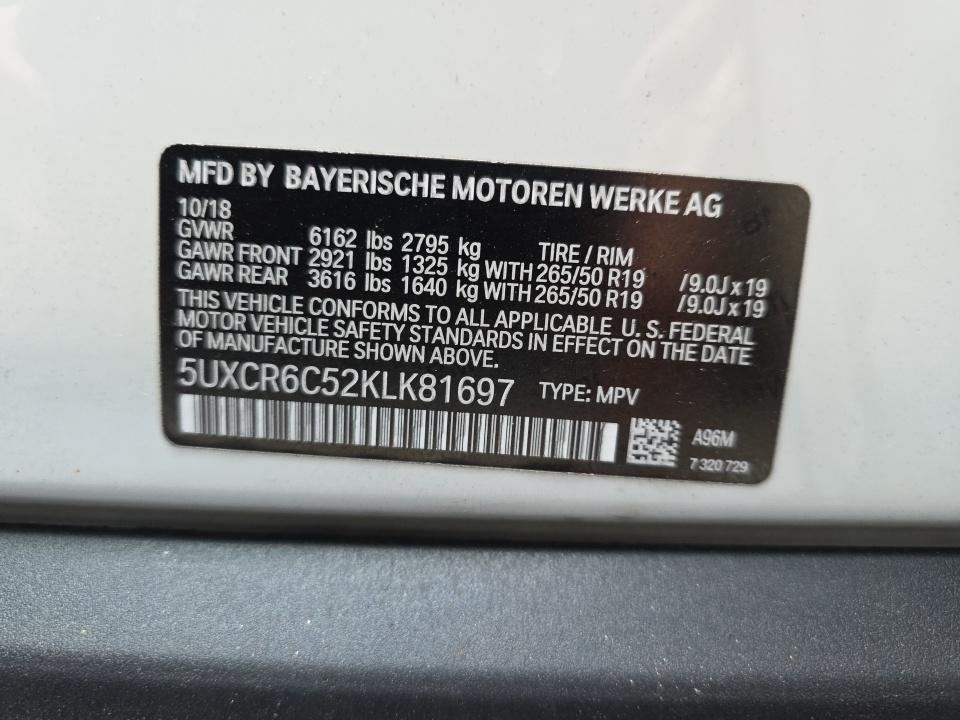 MFD BY BAYERISCHE MOTOREN WERKE AG
10/18
GVWR 6162 lbs 2795 kg TIRE / RIM
GAWR FRONT 2921 lbs 1325 kg WITH 265/50 R19 /9.0J x 19
GAWR REAR 3616 lbs 1640 kg WITH 265/50 R19 /9.0J x 19
THIS VEHICLE CONFORMS TO ALL APPLICABLE U. S. FEDERAL
MOTOR VEHICLE SAFETY STANDARDS IN EFFECT ON THE DATE
OF MANUFACTURE SHOWN ABOVE.
5UXCR6C52KLK81697 TYPE: MPV
A96M
7 320 729